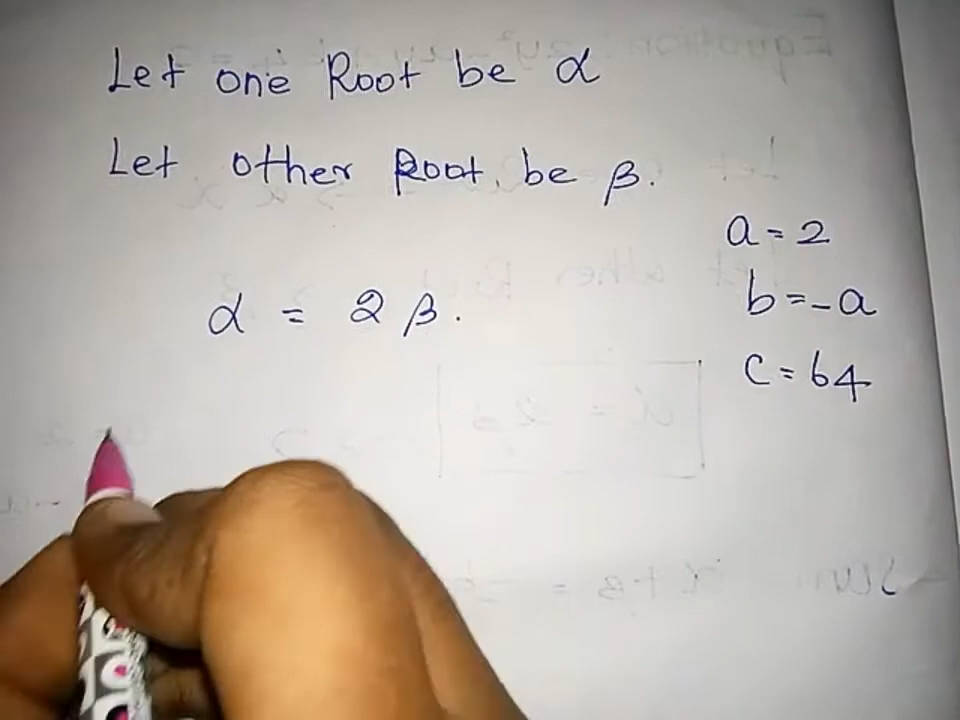 Let one Root be α
Let other Root be β.
α = 2β.
a = 2
b = -a
c = 64